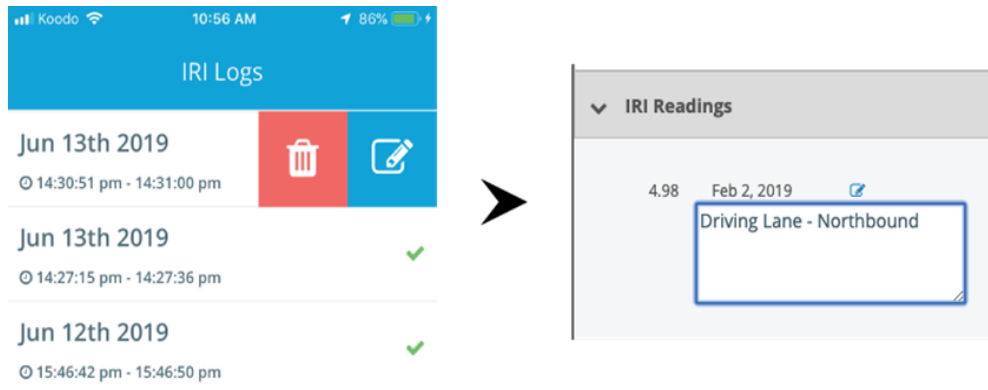 Koodo 10:56 AM 86%
IRI Logs
Jun 13th 2019
14:30:51 pm - 14:31:00 pm
Jun 13th 2019
14:27:15 pm - 14:27:36 pm
Jun 12th 2019
15:46:42 pm - 15:46:50 pm
IRI Readings
4.98 Feb 2, 2019
Driving Lane - Northbound